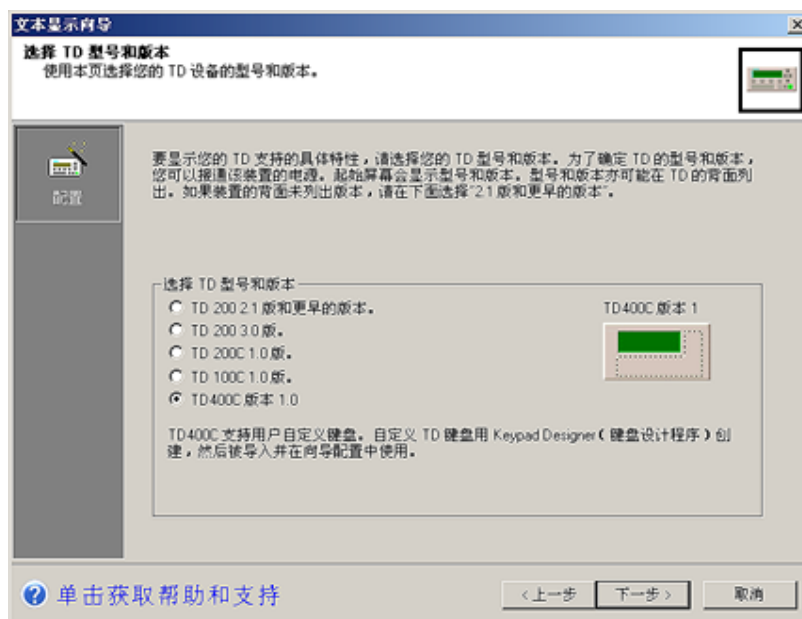 文本显示向导
选择 TD 型号和版本
使用本页选择您的 TD 设备的型号和版本。
配置
要显示您的 TD 支持的具体特性，请选择您的 TD 型号和版本。为了确定 TD 的型号和版本，
您可以接通该装置的电源。起始屏幕会显示型号和版本。型号和版本亦可能在 TD 的背面列
出。如果装置的背面未列出版本，请在下面选择"2.1 版和更早的版本"。
选择 TD 型号和版本
TD 200 2.1 版和更早的版本。
TD 200 3.0 版。
TD 200C 1.0 版。
TD 100C 1.0 版。
TD400C 版本 1.0
TD400C 版本 1
TD400C 支持用户自定义键盘。自定义 TD 键盘用 Keypad Designer（键盘设计程序）创
建，然后被导入并在向导配置中使用。
单击获取帮助和支持
<上一步
下一步>
取消